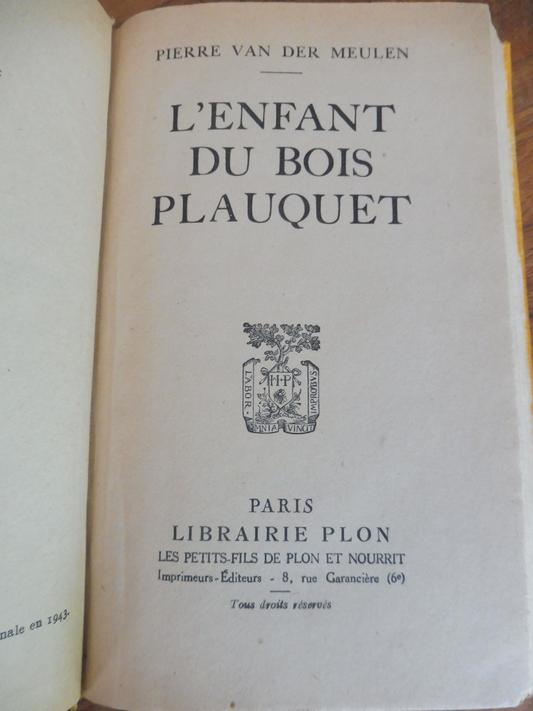 PIERRE VAN DER MEULEN
L'ENFANT
DU BOIS
PLAUQUET
LABOR
H·P
IMPROBVS
OMNIA VINCIT
PARIS
LIBRAIRIE PLON
LES PETITS-FILS DE PLON ET NOURRIT
Imprimeurs-Éditeurs - 8, rue Garancière (6e)
Tous droits réservés
nale en 1943.